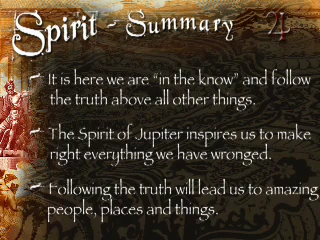 Spirit - Summary ♃
~ It is here we are “in the know” and follow
the truth above all other things.
~ The Spirit of Jupiter inspires us to make
right everything we have wronged.
~ Following the truth will lead us to amazing
people, places and things.